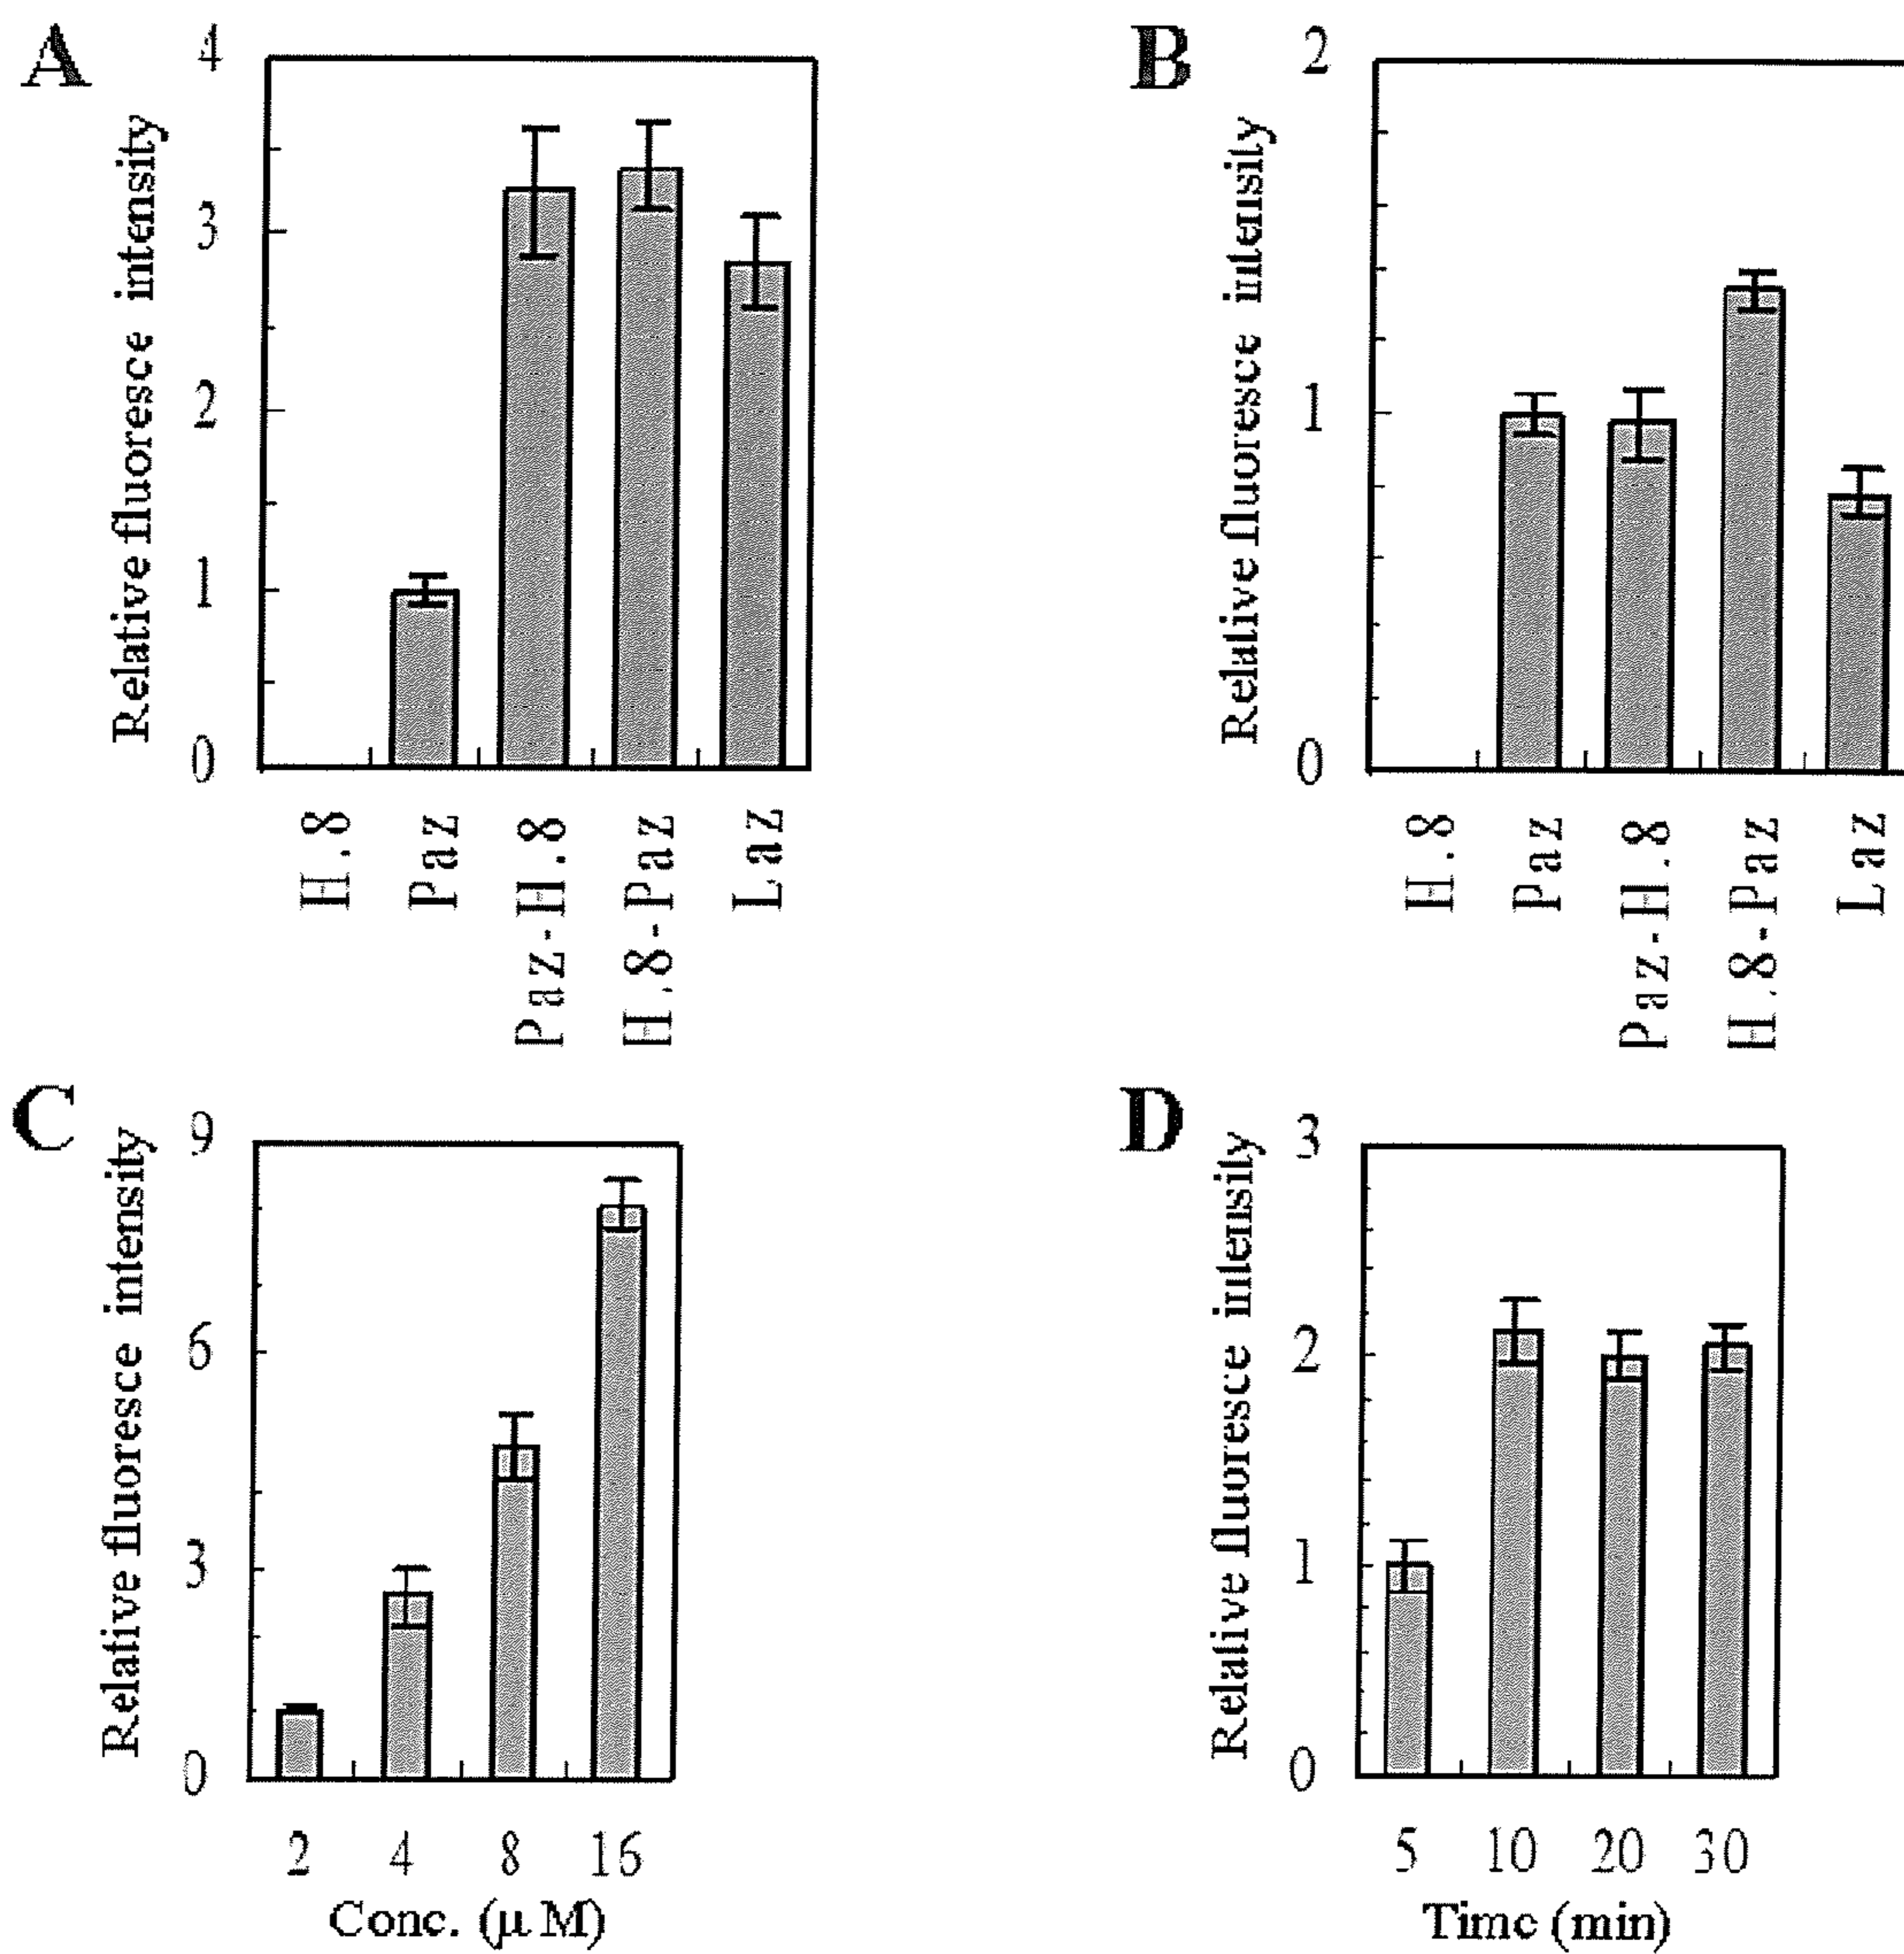 A
Relative fluoresce intensity
4
3
2
1
0
H.8
Paz
Paz-H.8
H.8-Paz
Laz
B
Relative fluoresce intensity
2
1
0
H.8
Paz
Paz-H.8
H.8-Paz
Laz
C
Relative fluoresce intensity
9
6
3
0
2 4 8 16
Conc. (μ M)
D
Relative fluoresce intensity
3
2
1
0
5 10 20 30
Time (min)